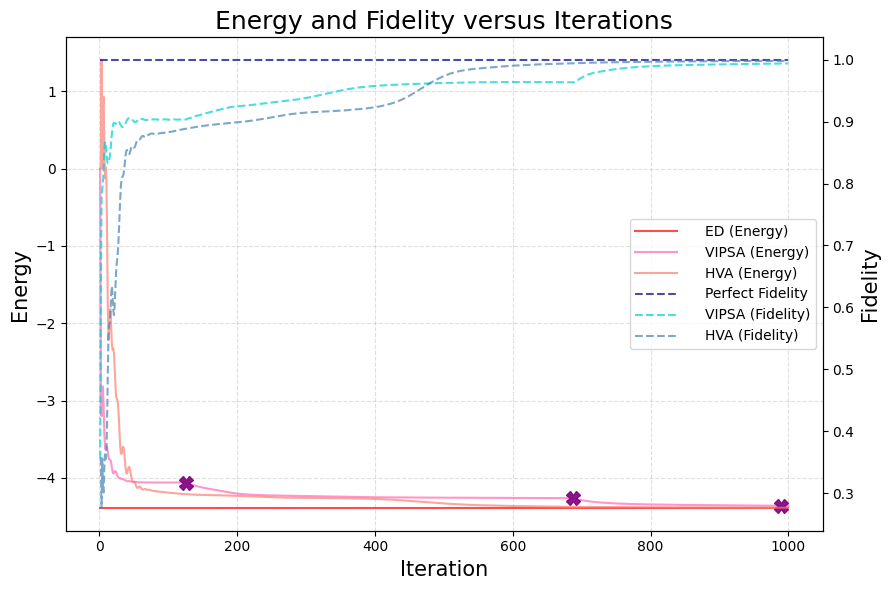 Energy and Fidelity versus Iterations
Energy
1
0
−1
−2
−3
−4
ED (Energy)
VIPSA (Energy)
HVA (Energy)
Perfect Fidelity
VIPSA (Fidelity)
HVA (Fidelity)
1.0
0.9
0.8
0.7
0.6
0.5
0.4
0.3
Fidelity
0 200 400 600 800 1000
Iteration